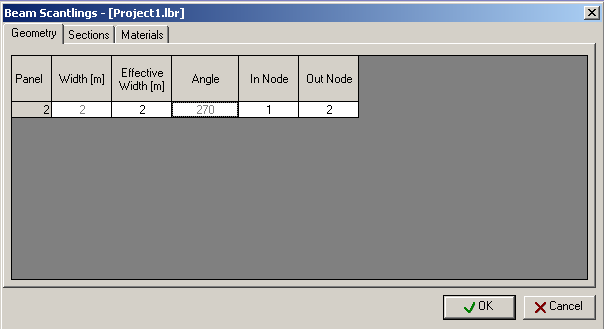 Beam Scantlings - [Project1.lbr]
Geometry Sections Materials
Panel Width [m] Effective Width [m] Angle In Node Out Node
2 2 2 270 1 2
OK Cancel